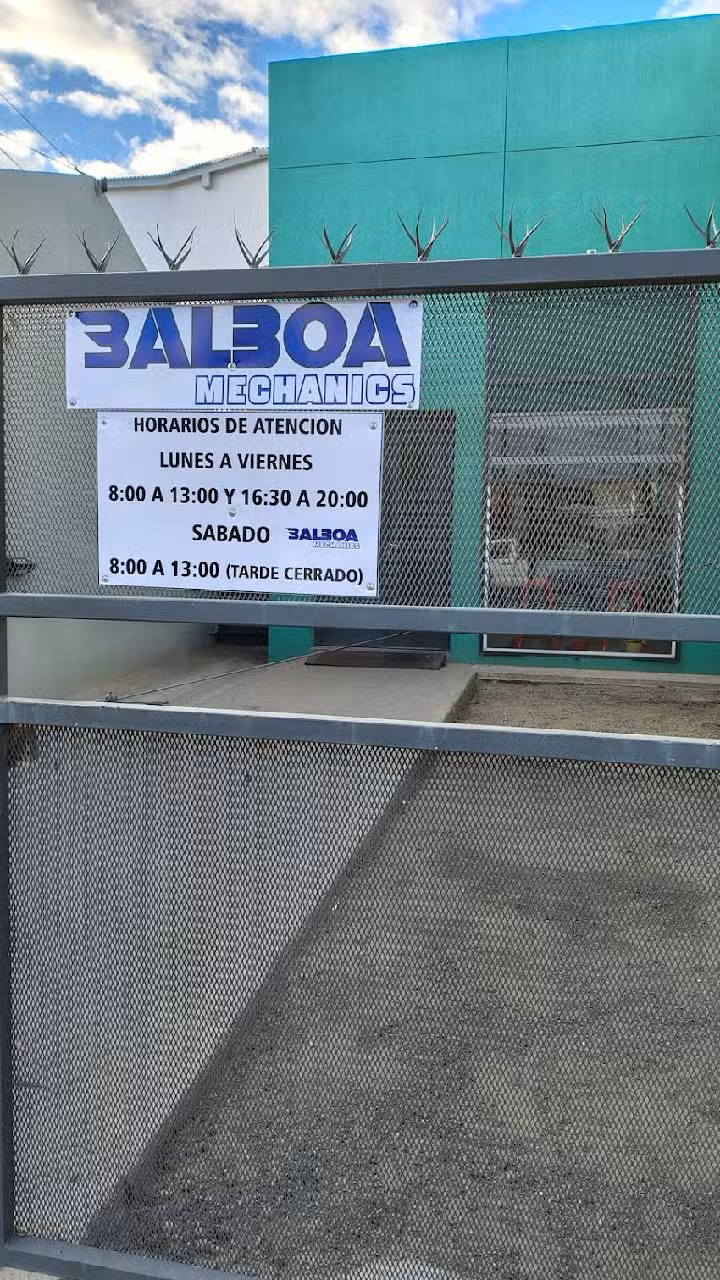 BALBOA
MECHANICS
HORARIOS DE ATENCION
LUNES A VIERNES
8:00 A 13:00 Y 16:30 A 20:00
SABADO BALBOA
MECHANICS
8:00 A 13:00 (TARDE CERRADO)